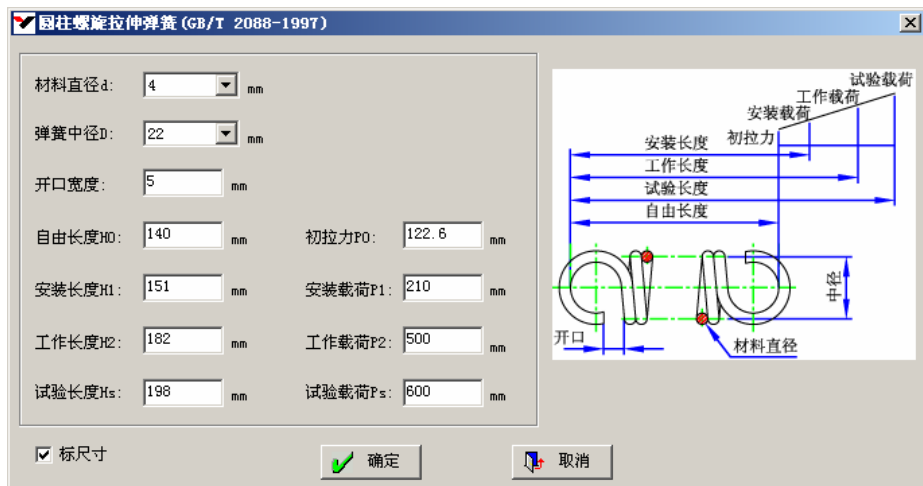 圆柱螺旋拉伸弹簧(GB/T 2088-1997)
材料直径d: 4 mm
弹簧中径D: 22 mm
开口宽度: 5 mm
自由长度H0: 140 mm 初拉力P0: 122.6 mm
安装长度H1: 151 mm 安装载荷P1: 210 mm
工作长度H2: 182 mm 工作载荷P2: 500 mm
试验长度Hs: 198 mm 试验载荷Ps: 600 mm
标尺寸 确定 取消
试验载荷
工作载荷
安装载荷
初拉力
安装长度
工作长度
试验长度
自由长度
中径
开口
材料直径